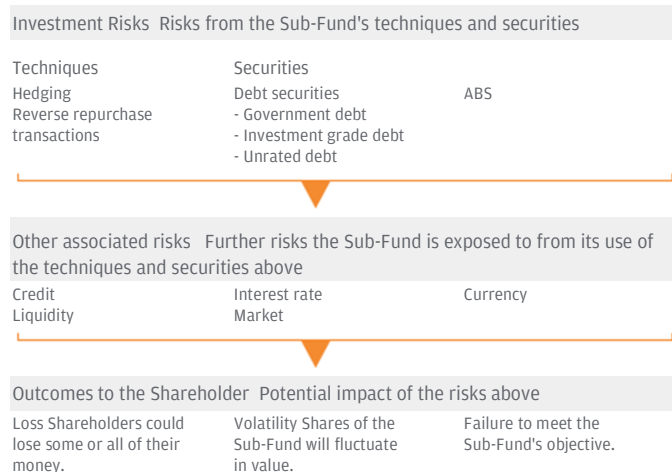 Investment Risks Risks from the Sub-Fund's techniques and securities
Techniques
Hedging
Reverse repurchase
transactions
Securities
Debt securities
- Government debt
- Investment grade debt
- Unrated debt
ABS
Other associated risks Further risks the Sub-Fund is exposed to from its use of
the techniques and securities above
Credit
Liquidity
Interest rate
Market
Currency
Outcomes to the Shareholder Potential impact of the risks above
Loss Shareholders could
lose some or all of their
money.
Volatility Shares of the
Sub-Fund will fluctuate
in value.
Failure to meet the
Sub-Fund's objective.